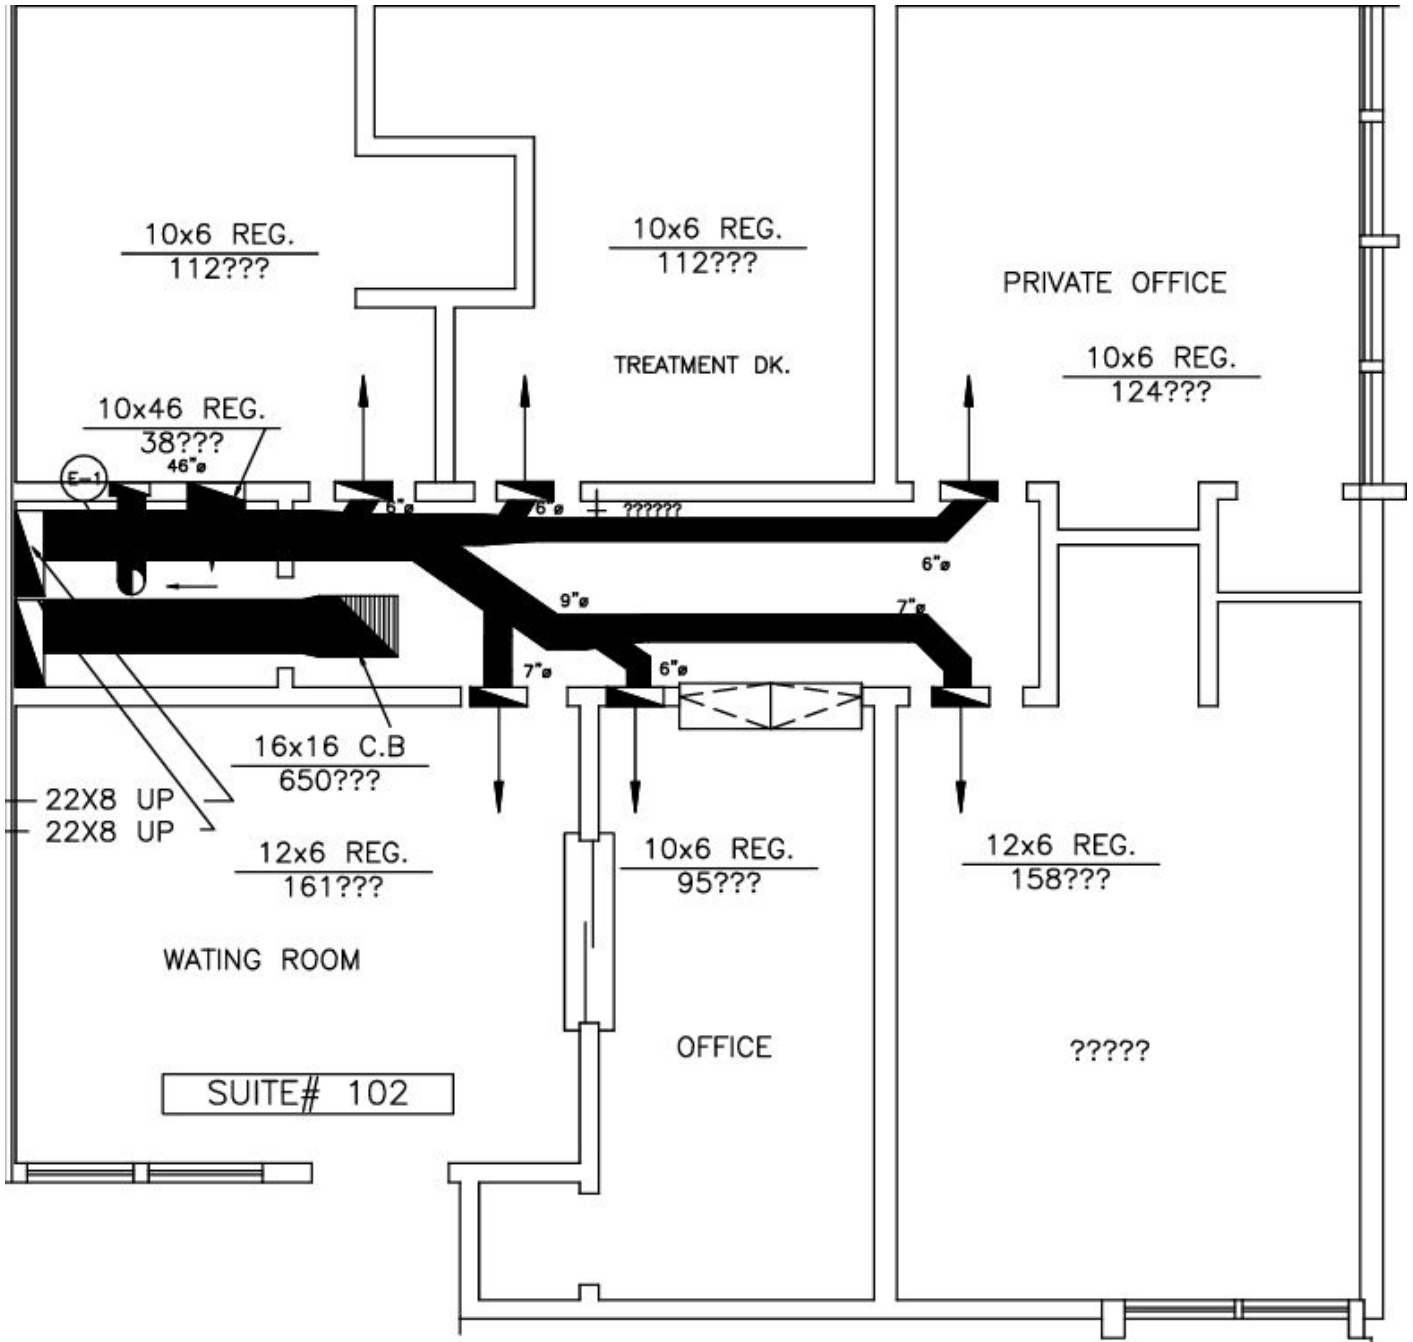 10x6 REG.
112???
10x6 REG.
112???
PRIVATE OFFICE
10x6 REG.
124???
TREATMENT DK.
10x46 REG.
38???
46"ø
E-1
6"ø
6"ø
??????
6"ø
9"ø
7"ø
7"ø
6"ø
16x16 C.B
650???
22X8 UP
22X8 UP
12x6 REG.
161???
10x6 REG.
95???
12x6 REG.
158???
WATING ROOM
OFFICE
?????
SUITE# 102